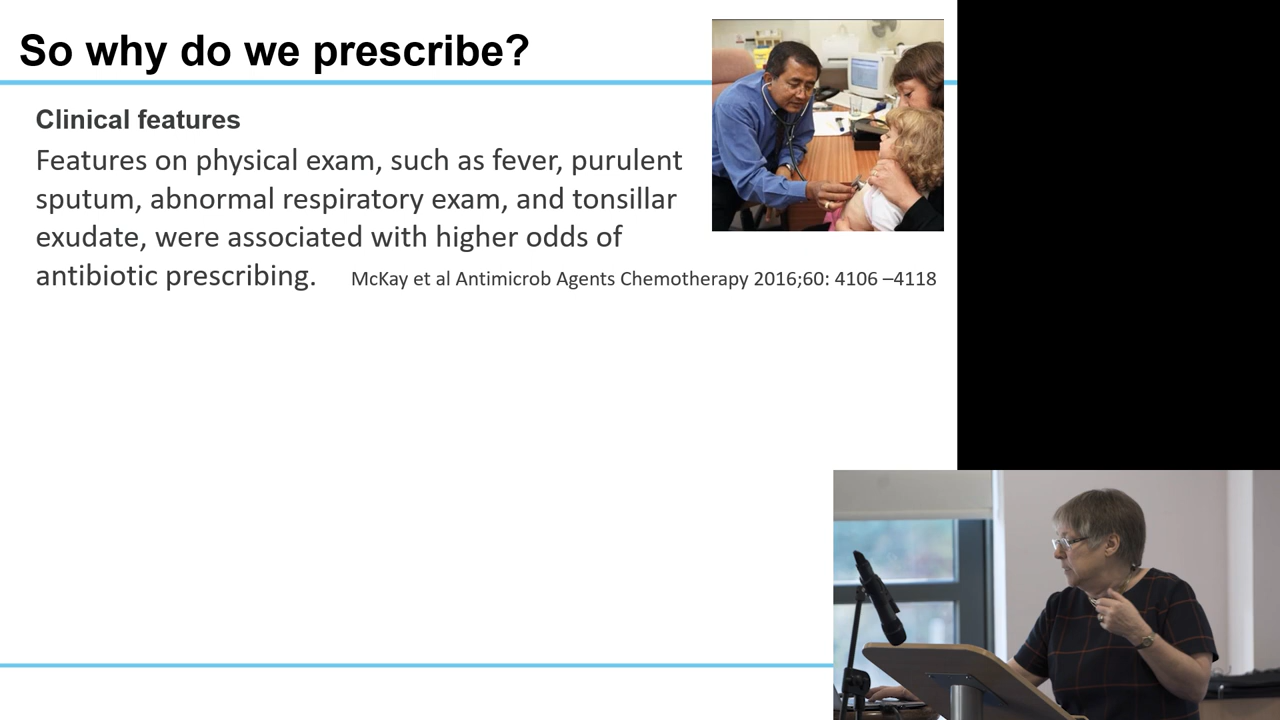 So why do we prescribe?
Clinical features
Features on physical exam, such as fever, purulent
sputum, abnormal respiratory exam, and tonsillar
exudate, were associated with higher odds of
antibiotic prescribing. McKay et al Antimicrob Agents Chemotherapy 2016;60: 4106 –4118